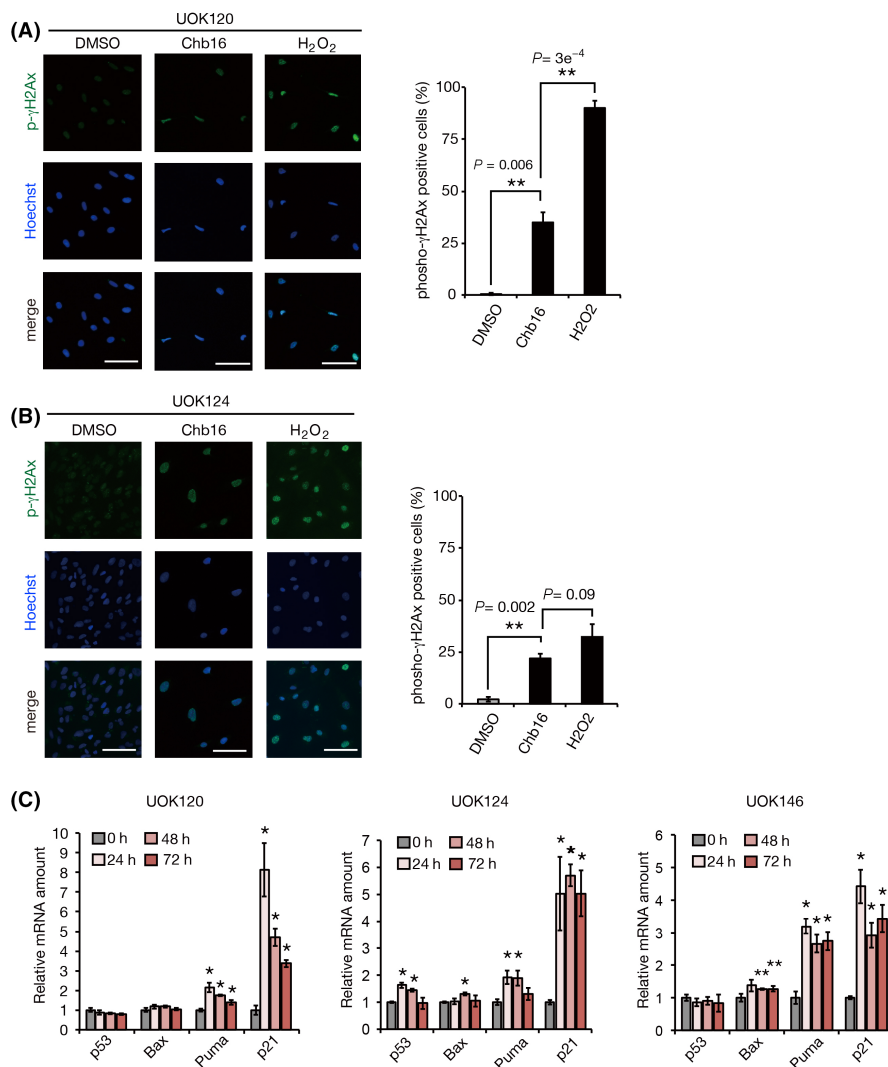 (A)
UOK120
DMSO Chb16 H2O2
p-γH2Ax
Hoechst
merge
phosho-γH2Ax positive cells (%)
100
75
50
25
0
P= 3e-4
**
P = 0.006
**
DMSO Chb16 H2O2
(B)
UOK124
DMSO Chb16 H2O2
p-γH2Ax
Hoechst
merge
phosho-γH2Ax positive cells (%)
100
75
50
25
0
P= 0.002
**
P= 0.09
DMSO Chb16 H2O2
(C)
UOK120
Relative mRNA amount
10
9
8
7
6
5
4
3
2
1
0
0 h 48 h
24 h 72 h
* * * * * *
p53 Bax Puma p21
UOK124
Relative mRNA amount
7
6
5
4
3
2
1
0
0 h 48 h
24 h 72 h
* * * * * * * *
p53 Bax Puma p21
UOK146
Relative mRNA amount
6
5
4
3
2
1
0
0 h 48 h
24 h 72 h
** ** * * * * * *
p53 Bax Puma p21